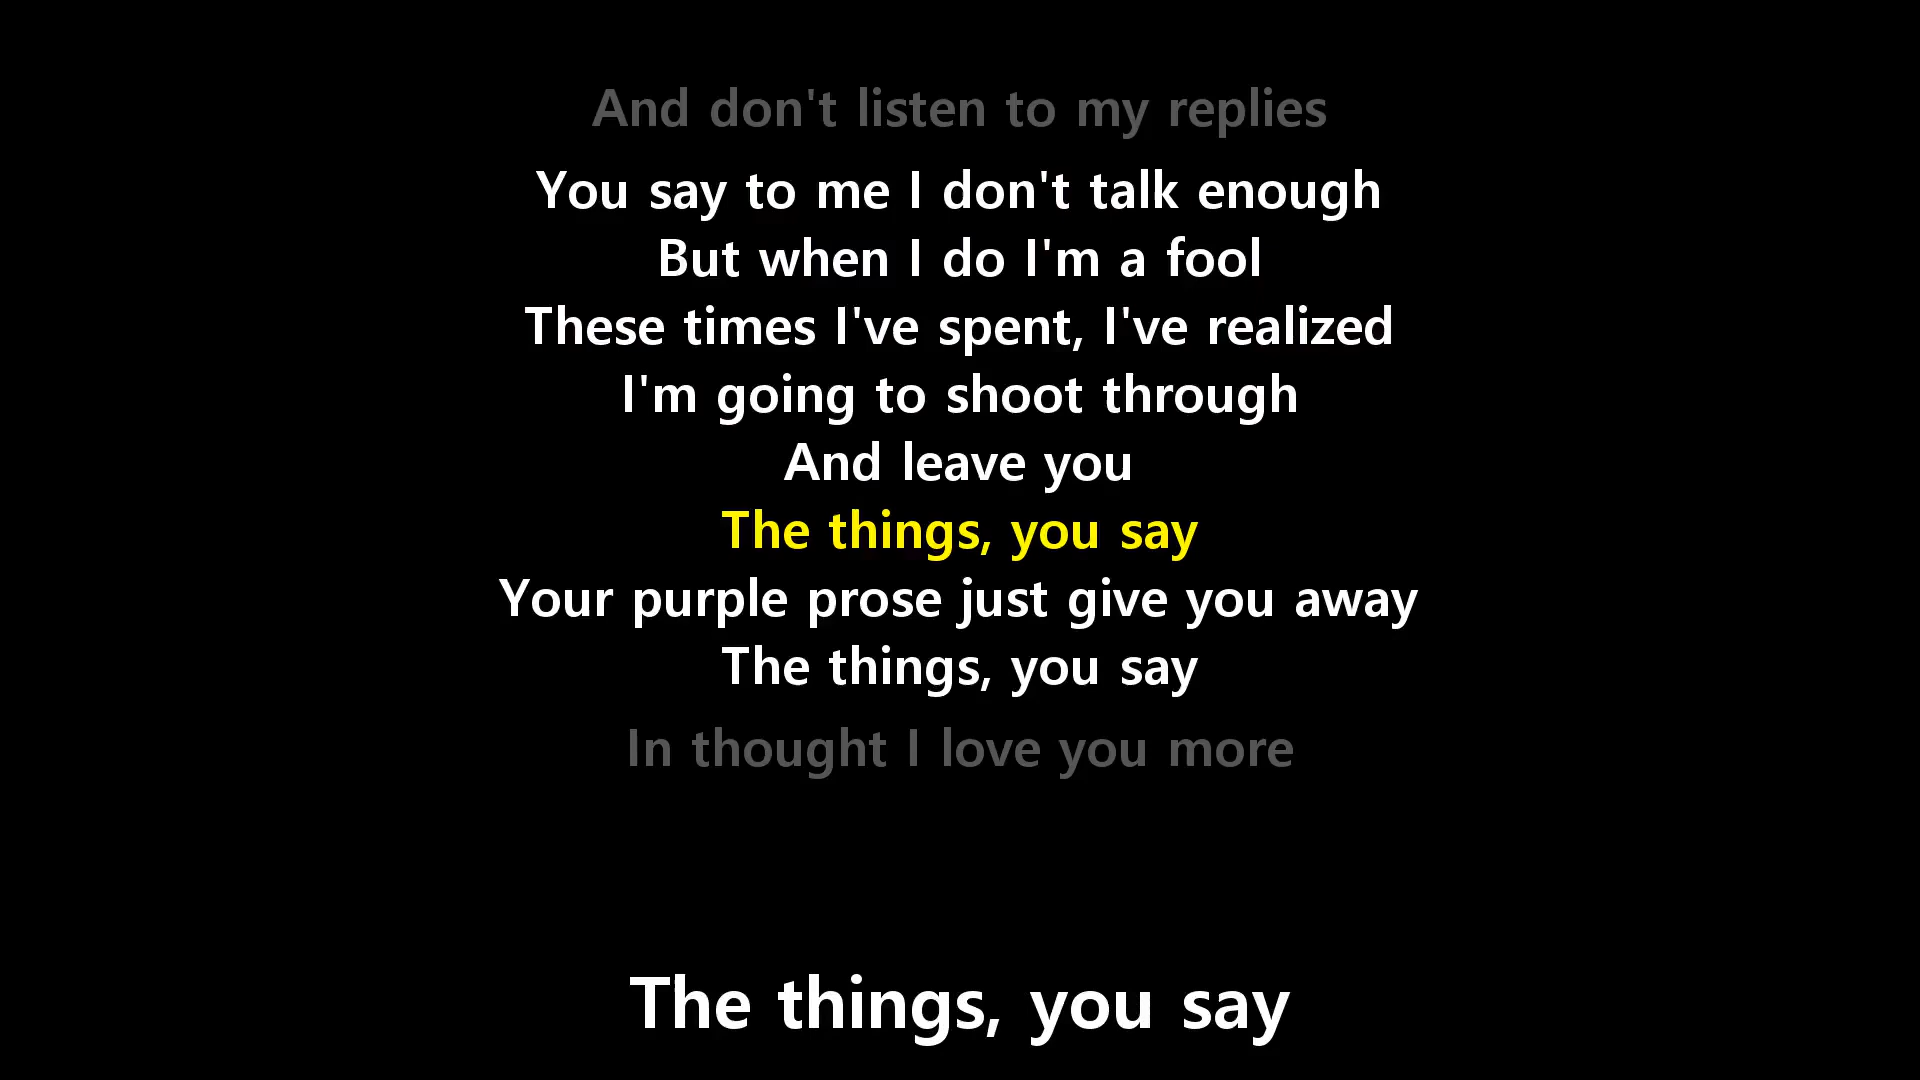 And don't listen to my replies
You say to me I don't talk enough
But when I do I'm a fool
These times I've spent, I've realized
I'm going to shoot through
And leave you
The things, you say
Your purple prose just give you away
The things, you say
In thought I love you more
The things, you say